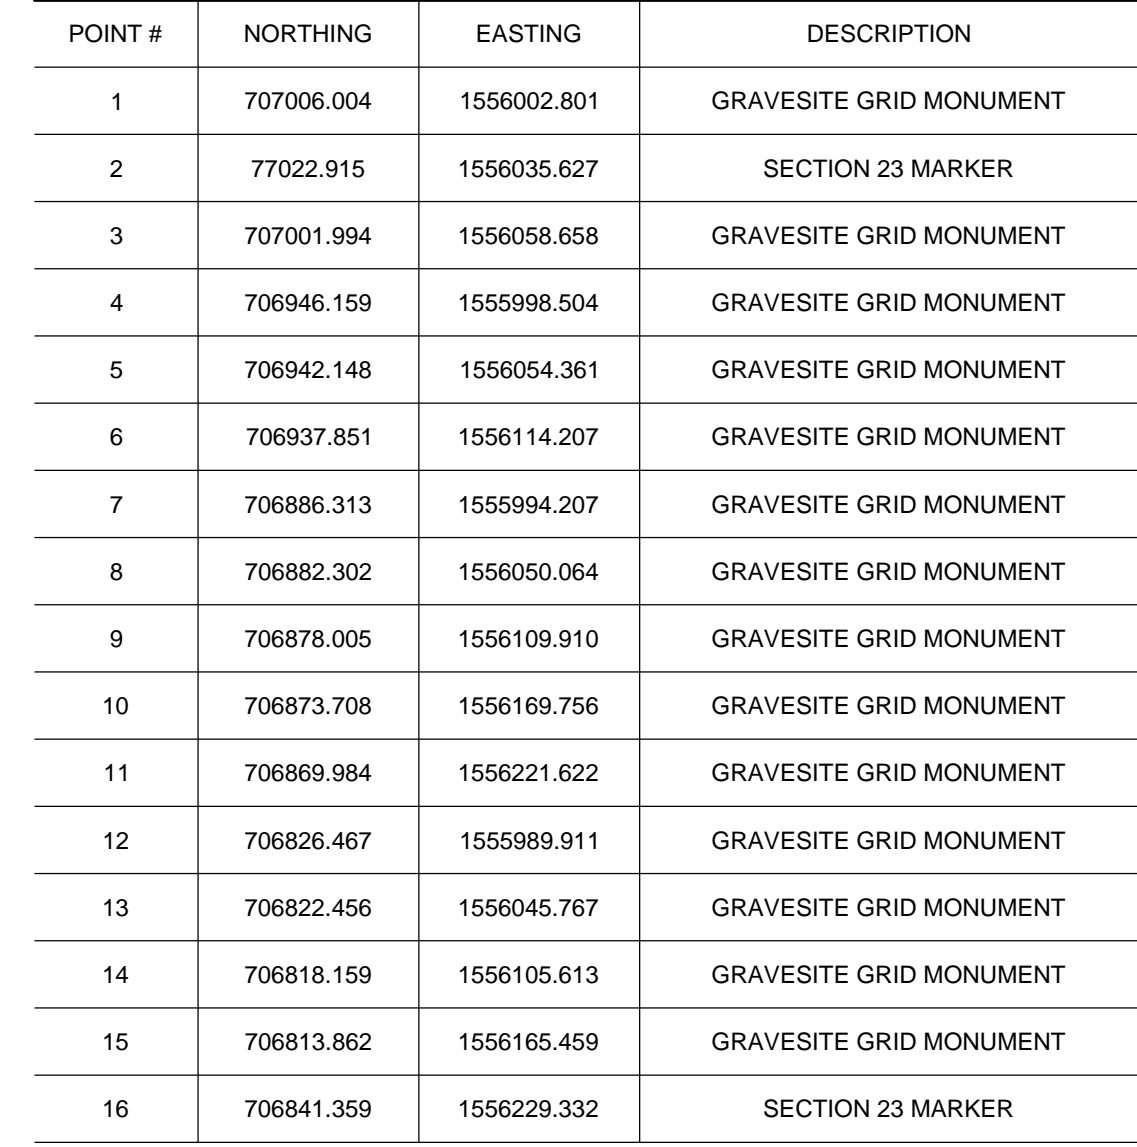 POINT # NORTHING EASTING DESCRIPTION
1 707006.004 1556002.801 GRAVESITE GRID MONUMENT
2 77022.915 1556035.627 SECTION 23 MARKER
3 707001.994 1556058.658 GRAVESITE GRID MONUMENT
4 706946.159 1555998.504 GRAVESITE GRID MONUMENT
5 706942.148 1556054.361 GRAVESITE GRID MONUMENT
6 706937.851 1556114.207 GRAVESITE GRID MONUMENT
7 706886.313 1555994.207 GRAVESITE GRID MONUMENT
8 706882.302 1556050.064 GRAVESITE GRID MONUMENT
9 706878.005 1556109.910 GRAVESITE GRID MONUMENT
10 706873.708 1556169.756 GRAVESITE GRID MONUMENT
11 706869.984 1556221.622 GRAVESITE GRID MONUMENT
12 706826.467 1555989.911 GRAVESITE GRID MONUMENT
13 706822.456 1556045.767 GRAVESITE GRID MONUMENT
14 706818.159 1556105.613 GRAVESITE GRID MONUMENT
15 706813.862 1556165.459 GRAVESITE GRID MONUMENT
16 706841.359 1556229.332 SECTION 23 MARKER